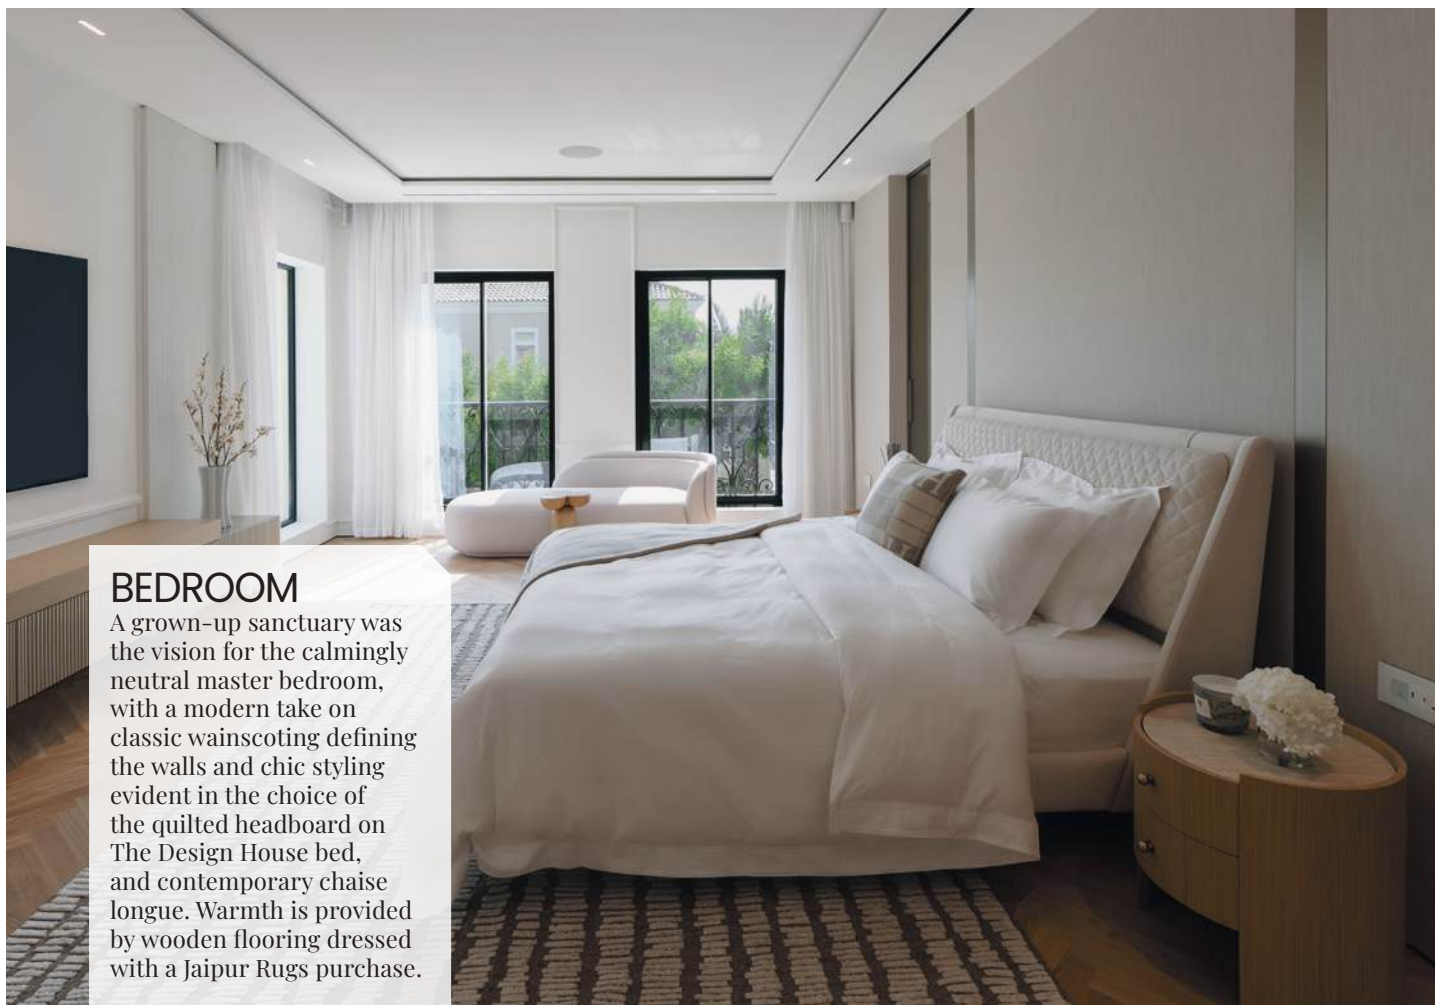 BEDROOM
A grown-up sanctuary was
the vision for the calmingly
neutral master bedroom,
with a modern take on
classic wainscoting defining
the walls and chic styling
evident in the choice of
the quilted headboard on
The Design House bed,
and contemporary chaise
longue. Warmth is provided
by wooden flooring dressed
with a Jaipur Rugs purchase.